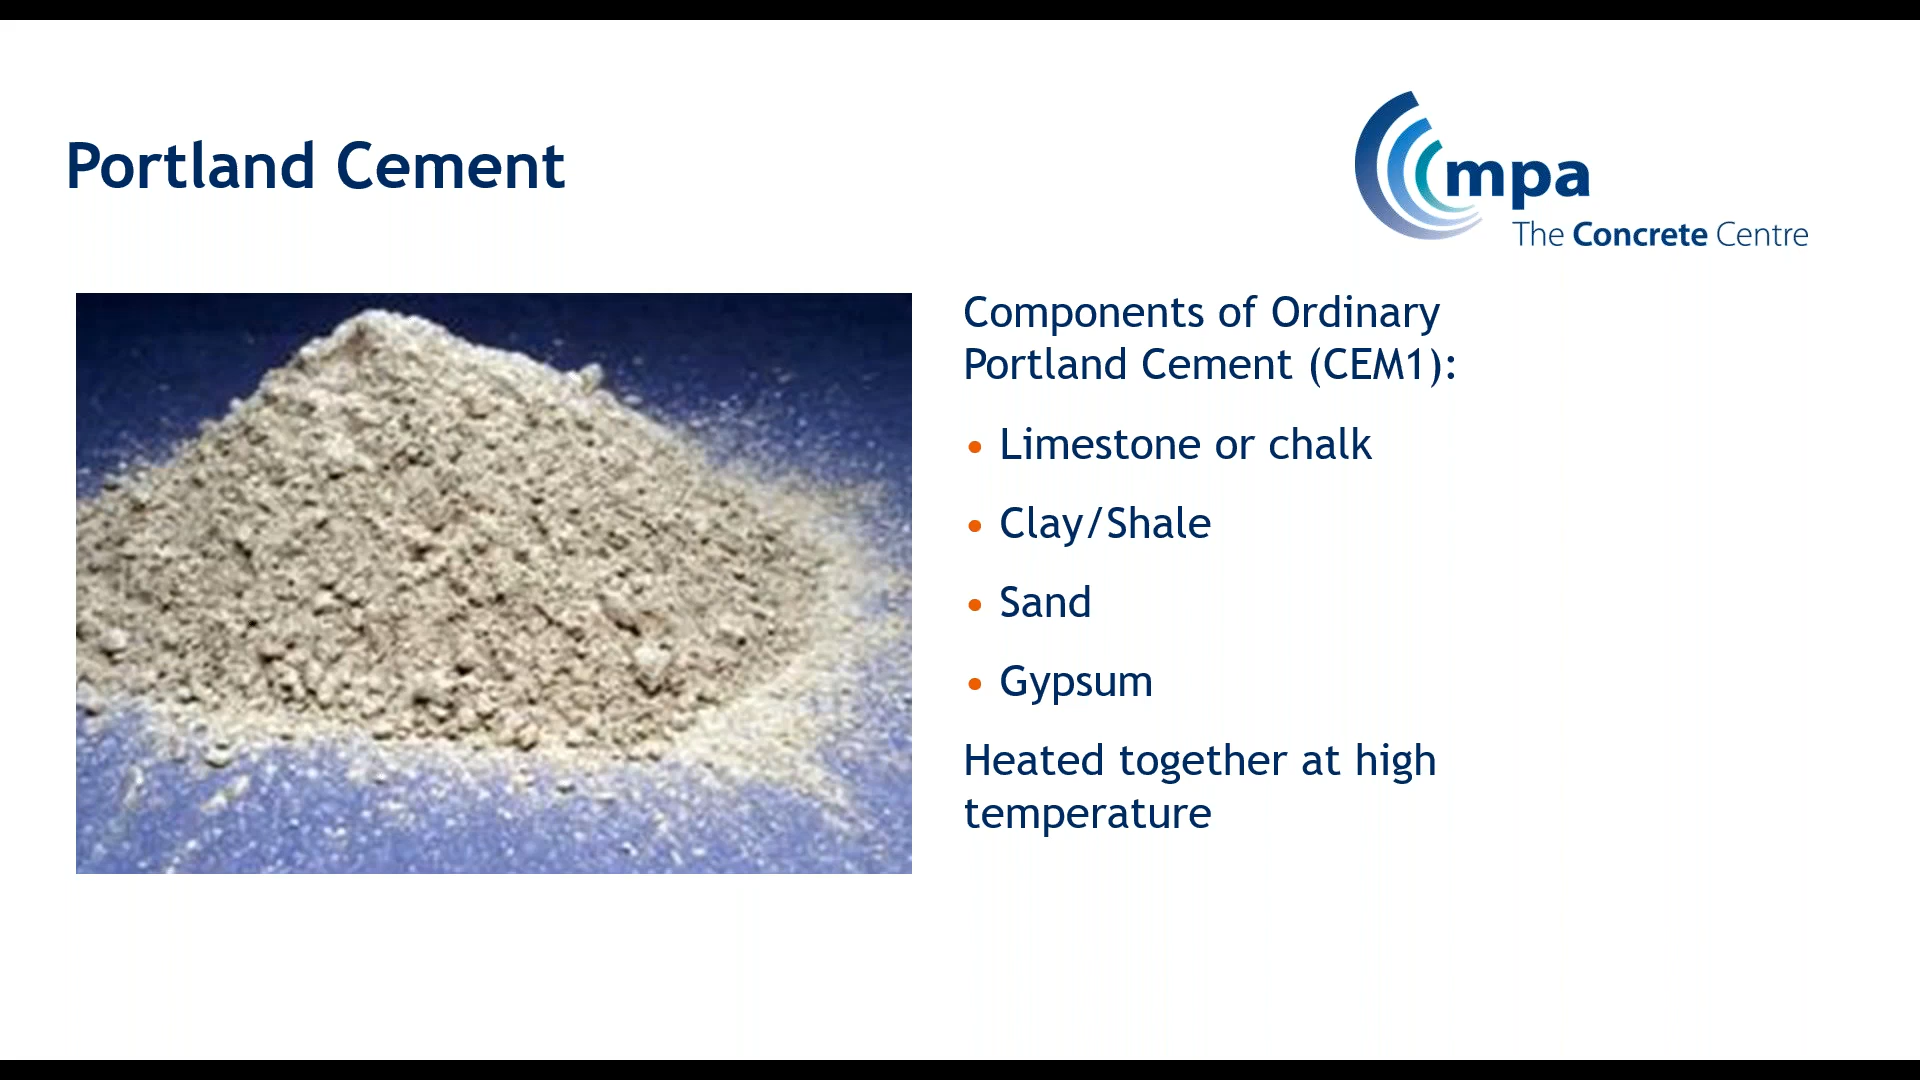 Portland Cement
mpa
The Concrete Centre
Components of Ordinary
Portland Cement (CEM1):
• Limestone or chalk
• Clay/Shale
• Sand
• Gypsum
Heated together at high
temperature